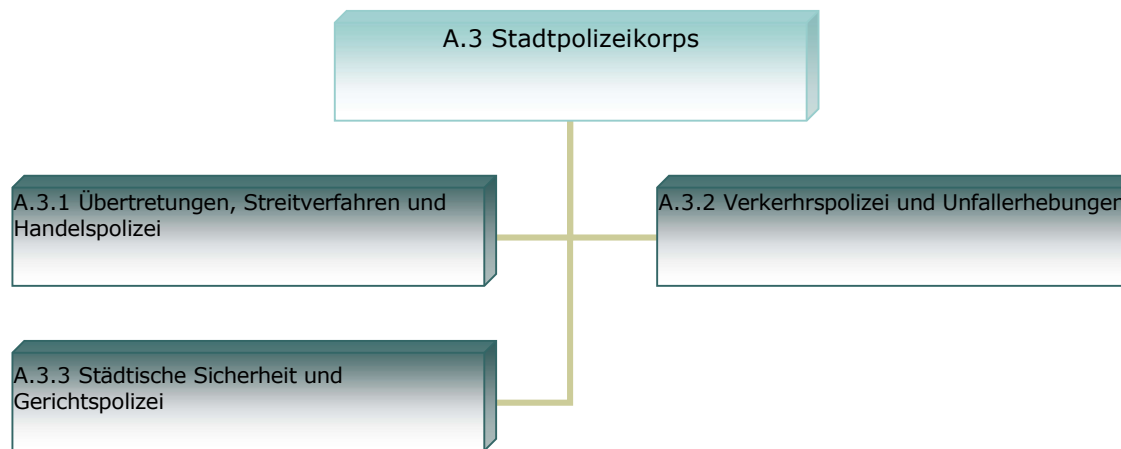 A.3 Stadtpolizeikorps
A.3.1 Übertretungen, Streitverfahren und
Handelspolizei
A.3.2 Verkerhrspolizei und Unfallerhebungen
A.3.3 Städtische Sicherheit und
Gerichtspolizei